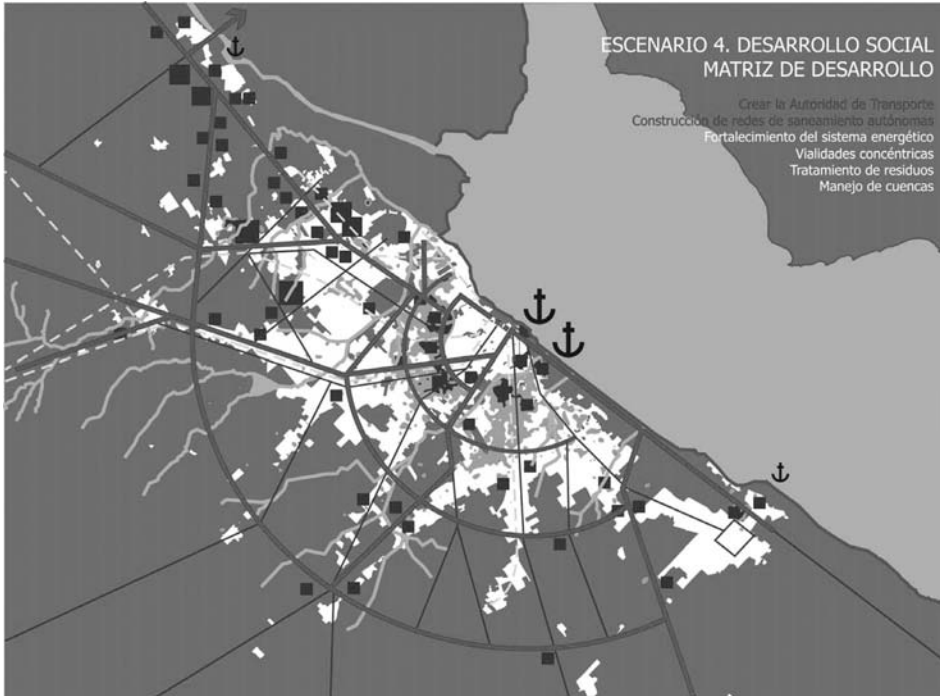 ESCENARIO 4. DESARROLLO SOCIAL
MATRIZ DE DESARROLLO
Crear la Autoridad de Transporte
Construcción de redes de saneamiento autónomas
Fortalecimiento del sistema energético
Vialidades concéntricas
Tratamiento de residuos
Manejo de cuencas